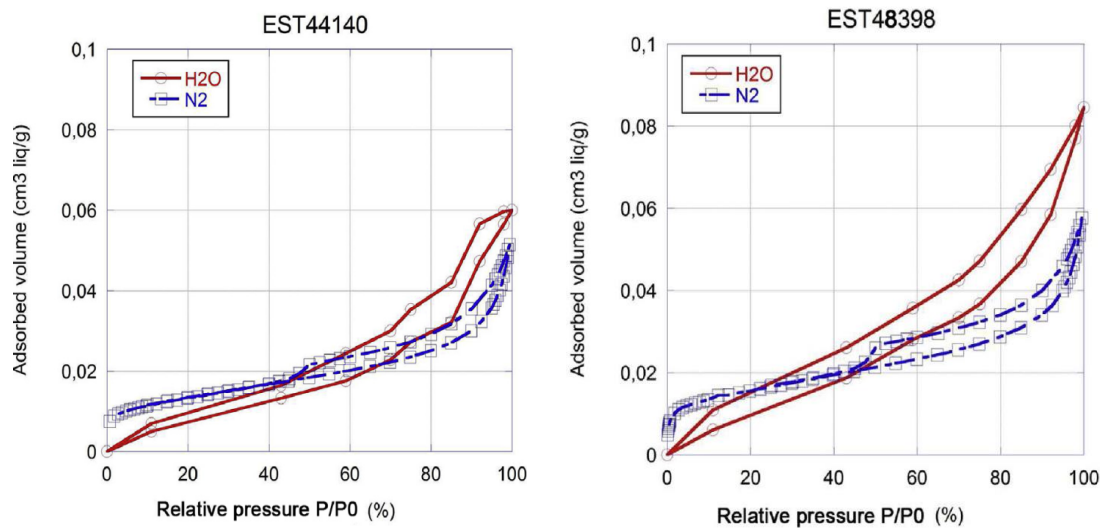 EST44140
0,1
0,08
0,06
0,04
0,02
0
Adsorbed volume (cm3 liq/g)
H2O
N2
0 20 40 60 80 100
Relative pressure P/P0 (%)
EST48398
0,1
0,08
0,06
0,04
0,02
0
Adsorbed volume (cm3 liq/g)
H2O
N2
0 20 40 60 80 100
Relative pressure P/P0 (%)